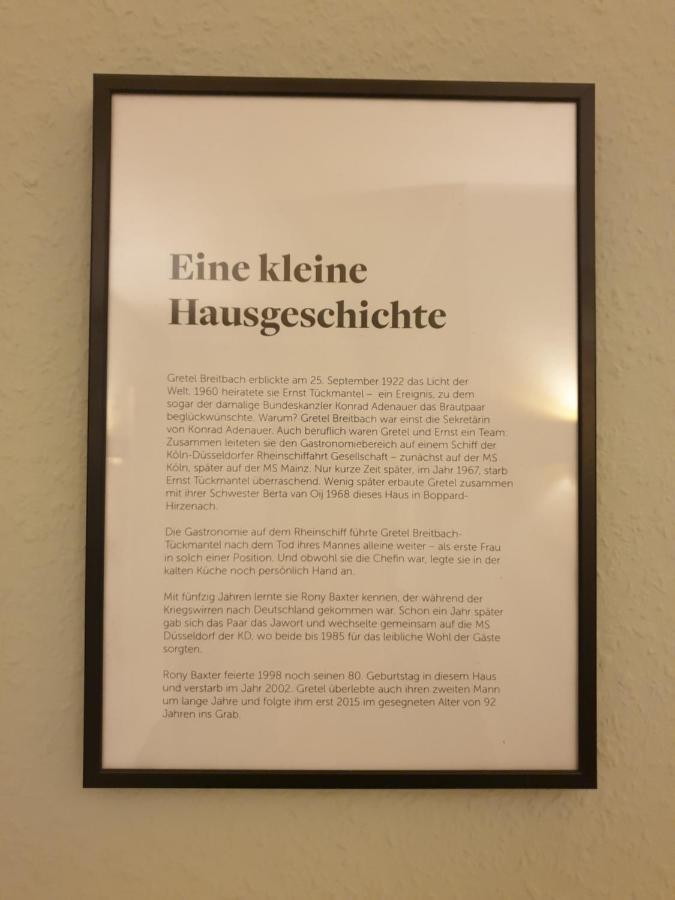 Eine kleine
Hausgeschichte
Gretel Breitbach erblickte am 25. September 1922 das Licht der
Welt. 1960 heiratete sie Ernst Tückmantel – ein Ereignis, zu dem
sogar der damalige Bundeskanzler Konrad Adenauer das Brautpaar
beglückwünschte. Warum? Gretel Breitbach war einst die Sekretärin
von Konrad Adenauer. Auch beruflich waren Gretel und Ernst ein Team:
Zusammen leiteten sie den Gastronomiebereich auf einem Schiff der
Köln-Düsseldorfer Rheinschiffahrt Gesellschaft – zunächst auf der MS
Köln, später auf der MS Mainz. Nur kurze Zeit später, im Jahr 1967, starb
Ernst Tückmantel überraschend. Wenig später erbaute Gretel zusammen
mit ihrer Schwester Berta van Oij 1968 dieses Haus in Boppard-
Hirzenach.
Die Gastronomie auf dem Rheinschiff führte Gretel Breitbach-
Tückmantel nach dem Tod ihres Mannes alleine weiter – als erste Frau
in solch einer Position. Und obwohl sie die Chefin war, legte sie in der
kalten Küche noch persönlich Hand an.
Mit fünfzig Jahren lernte sie Rony Baxter kennen, der während der
Kriegswirren nach Deutschland gekommen war. Schon ein Jahr später
gab sich das Paar das Jawort und wechselte gemeinsam auf die MS
Düsseldorf der KD, wo beide bis 1985 für das leibliche Wohl der Gäste
sorgten.
Rony Baxter feierte 1998 noch seinen 80. Geburtstag in diesem Haus
und verstarb im Jahr 2002. Gretel überlebte auch ihren zweiten Mann
um lange Jahre und folgte ihm erst 2015 im gesegneten Alter von 92
Jahren ins Grab.